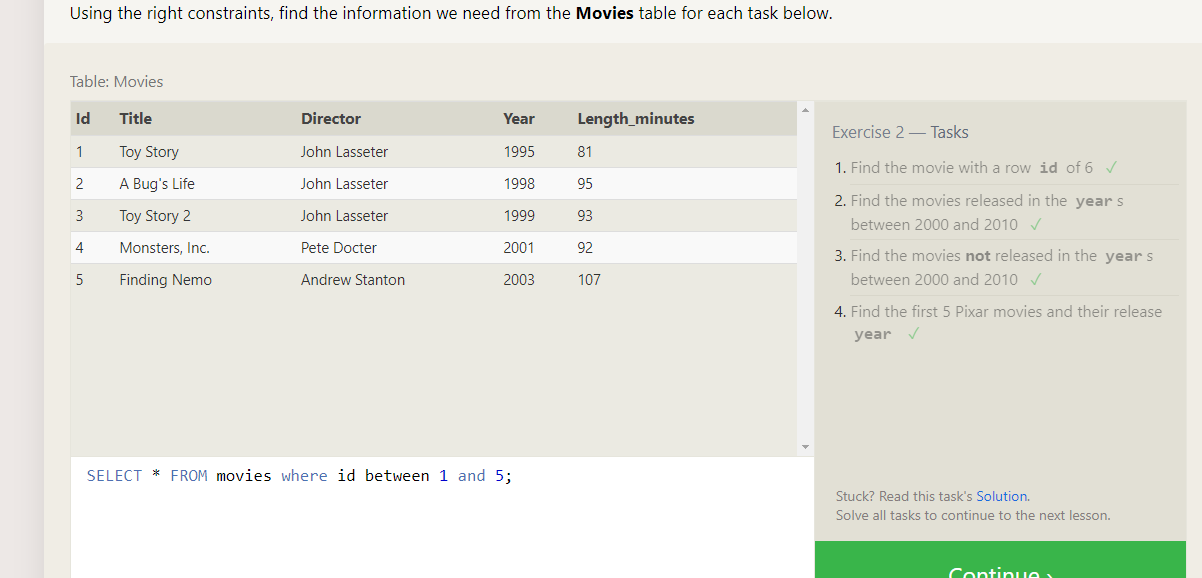 Using the right constraints, find the information we need from the Movies table for each task below.
Table: Movies
Id Title Director Year Length_minutes
1 Toy Story John Lasseter 1995 81
2 A Bug's Life John Lasseter 1998 95
3 Toy Story 2 John Lasseter 1999 93
4 Monsters, Inc. Pete Docter 2001 92
5 Finding Nemo Andrew Stanton 2003 107
SELECT * FROM movies where id between 1 and 5;
Exercise 2 — Tasks
1. Find the movie with a row id of 6 ✓
2. Find the movies released in the year s
between 2000 and 2010 ✓
3. Find the movies not released in the year s
between 2000 and 2010 ✓
4. Find the first 5 Pixar movies and their release
year ✓
Stuck? Read this task's Solution.
Solve all tasks to continue to the next lesson.
Continue ›